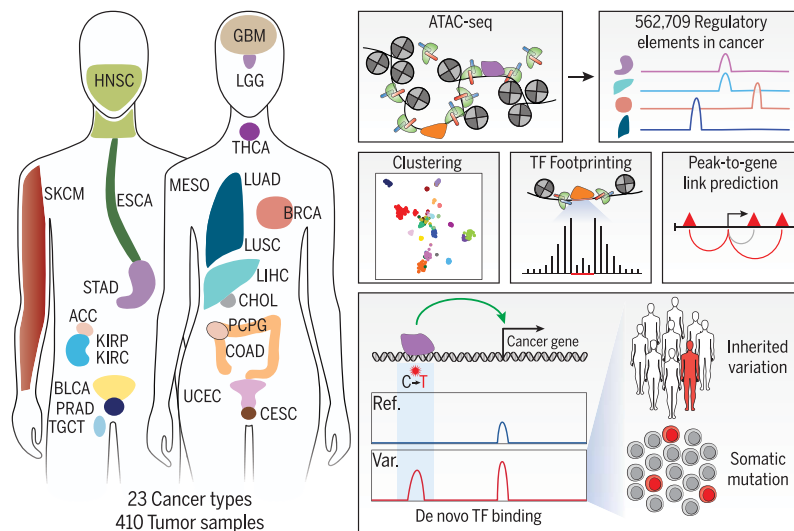 HNSC
SKCM
ESCA
STAD
ACC
KIRP
KIRC
BLCA
PRAD
TGCT
GBM
LGG
THCA
MESO
LUAD
BRCA
LUSC
LIHC
CHOL
PCPG
COAD
UCEC
CESC
23 Cancer types
410 Tumor samples
ATAC-seq
562,709 Regulatory
elements in cancer
Clustering
TF Footprinting
Peak-to-gene
link prediction
Cancer gene
C→T
Ref.
Var.
De novo TF binding
Inherited
variation
Somatic
mutation